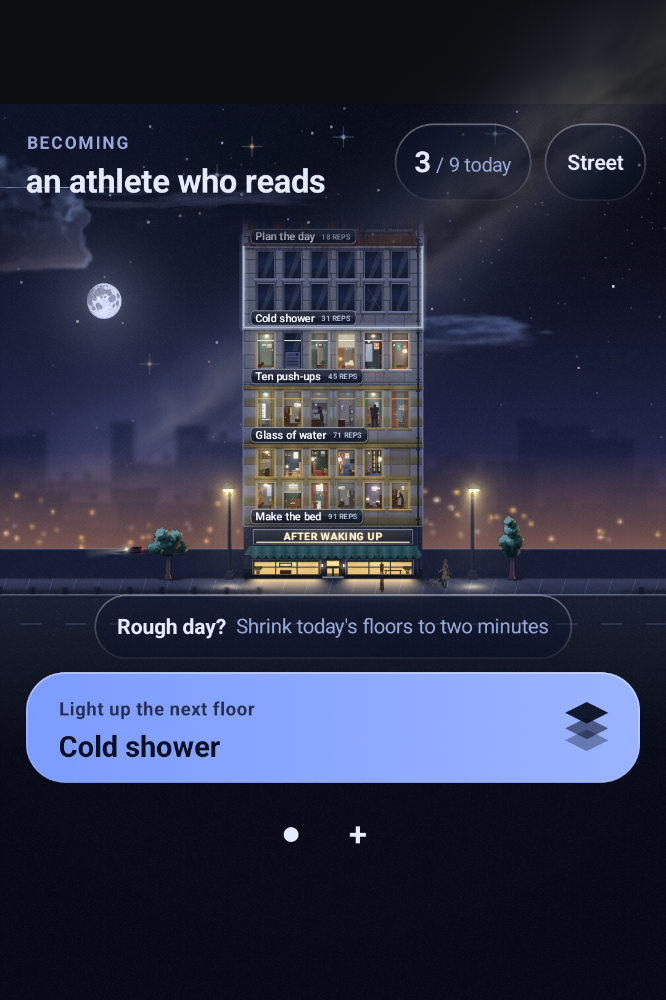 BECOMING
an athlete who reads
3 / 9 today
Street
Plan the day 18 REPS
Cold shower 31 REPS
Ten push-ups 45 REPS
Glass of water 71 REPS
Make the bed 91 REPS
AFTER WAKING UP
Rough day? Shrink today's floors to two minutes
Light up the next floor
Cold shower